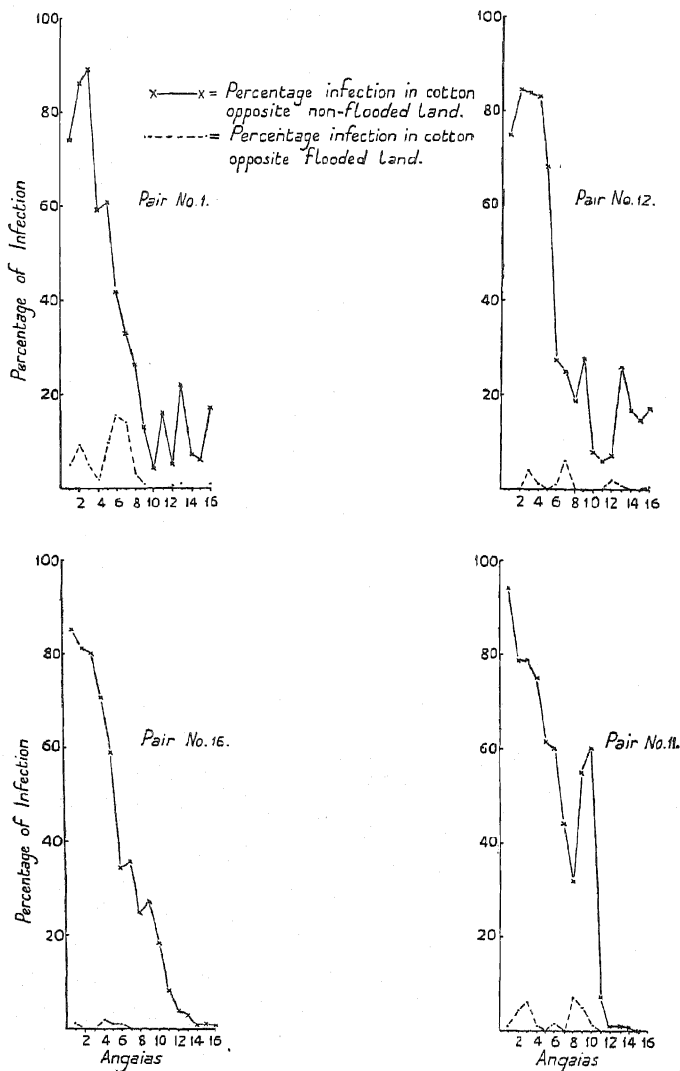 100
80
60
40
20
2 4 6 8 10 12 14 16
Percentage of Infection
x——x = Percentage infection in cotton
opposite non-flooded land.
------= Percentage infection in cotton
opposite flooded land.
Pair No.1.
100
80
60
40
20
2 4 6 8 10 12 14 16
Pair No.12.
100
80
60
40
20
2 4 6 8 10 12 14 16
Percentage of Infection
Angaias
Pair No.16.
100
80
60
40
20
2 4 6 8 10 12 14 16
Angaias
Pair No.11.